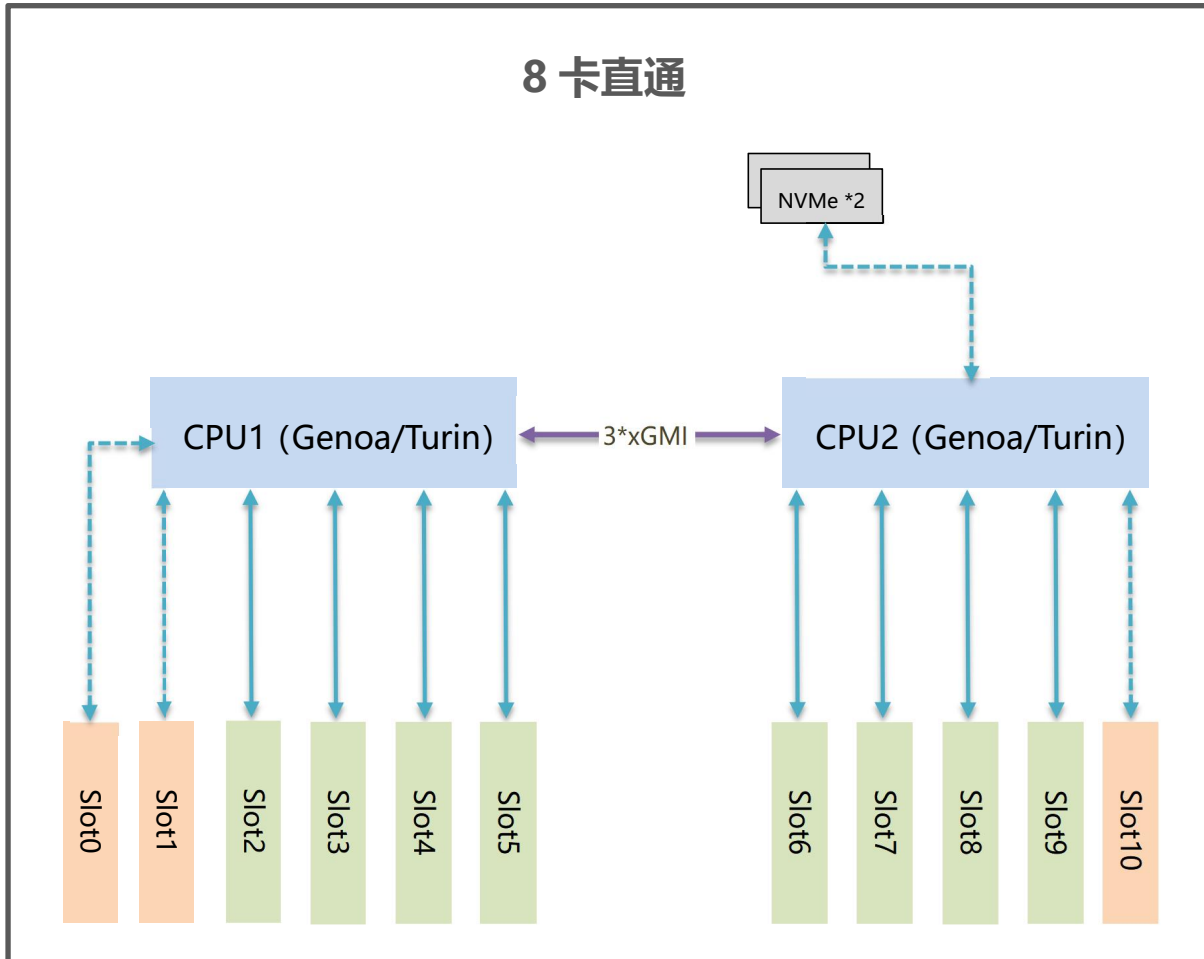 8 卡直通
NVMe *2
CPU1 (Genoa/Turin)
3*xGMI
CPU2 (Genoa/Turin)
Slot0
Slot1
Slot2
Slot3
Slot4
Slot5
Slot6
Slot7
Slot8
Slot9
Slot10